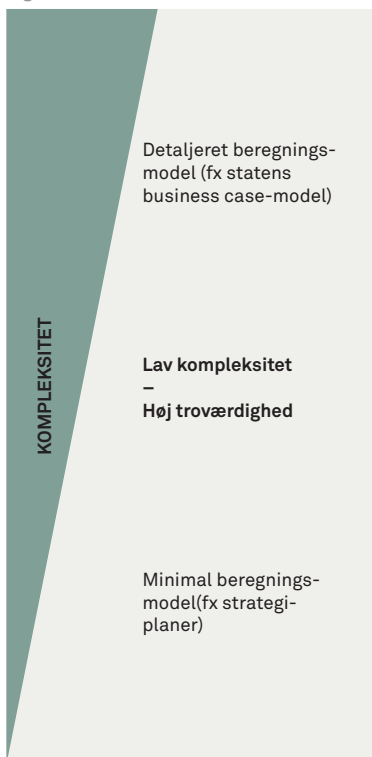 Detaljeret beregnings-
model (fx statens
business case-model)
KOMPLEKSITET
Lav kompleksitet
–
Høj troværdighed
Minimal beregnings-
model(fx strategi-
planer)